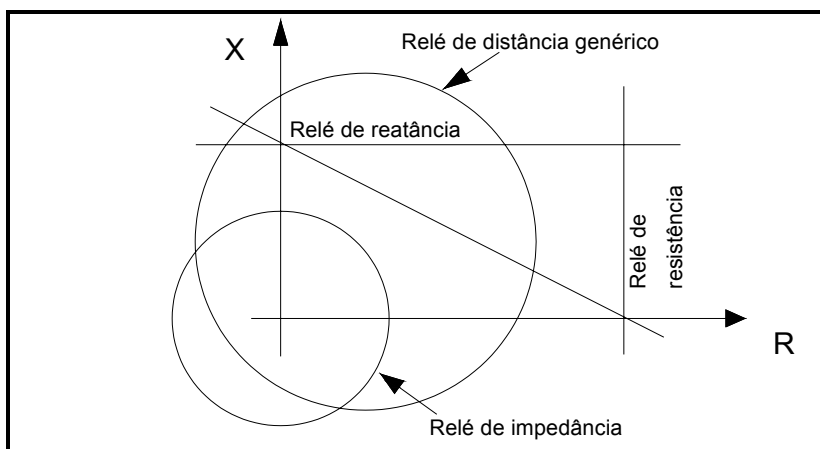 Relé de distância genérico
X
Relé de reatância
Relé de
resistência
R
Relé de impedância